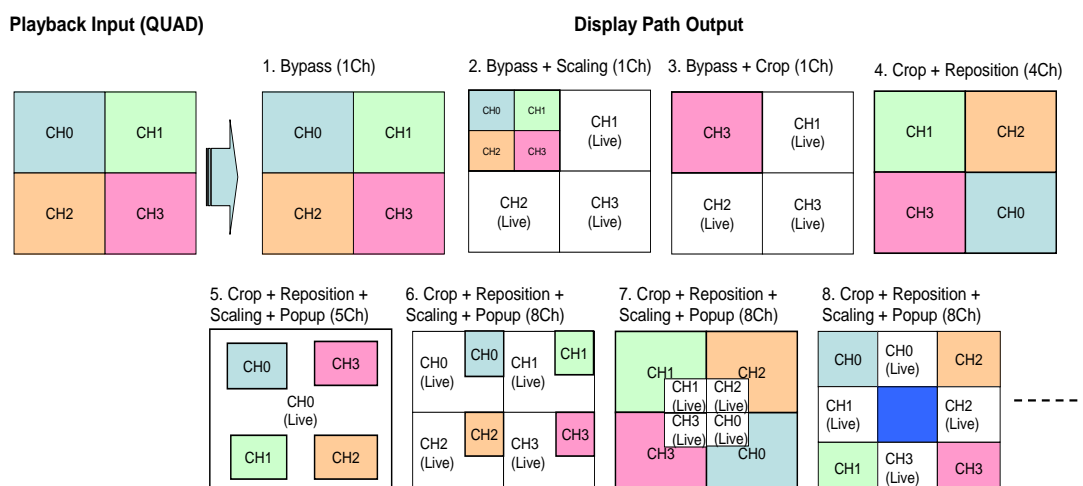 Playback Input (QUAD)
Display Path Output
1. Bypass (1Ch)
2. Bypass + Scaling (1Ch)
3. Bypass + Crop (1Ch)
4. Crop + Reposition (4Ch)
CH0
CH1
CH2
CH3
CH0
CH1
CH2
CH3
CH0
CH1
CH2
CH3
CH1
(Live)
CH2
(Live)
CH3
(Live)
CH3
CH1
(Live)
CH2
(Live)
CH3
(Live)
CH1
CH2
CH3
CH0
5. Crop + Reposition +
Scaling + Popup (5Ch)
6. Crop + Reposition +
Scaling + Popup (8Ch)
7. Crop + Reposition +
Scaling + Popup (8Ch)
8. Crop + Reposition +
Scaling + Popup (8Ch)
CH0
CH3
CH0
(Live)
CH1
CH2
CH0
(Live)
CH0
CH1
(Live)
CH1
CH2
(Live)
CH2
CH3
(Live)
CH3
CH1
CH2
CH1
(Live)
CH2
(Live)
CH3
(Live)
CH0
(Live)
CH3
CH0
CH0
CH0
(Live)
CH2
CH1
(Live)
CH2
(Live)
CH1
CH3
(Live)
CH3